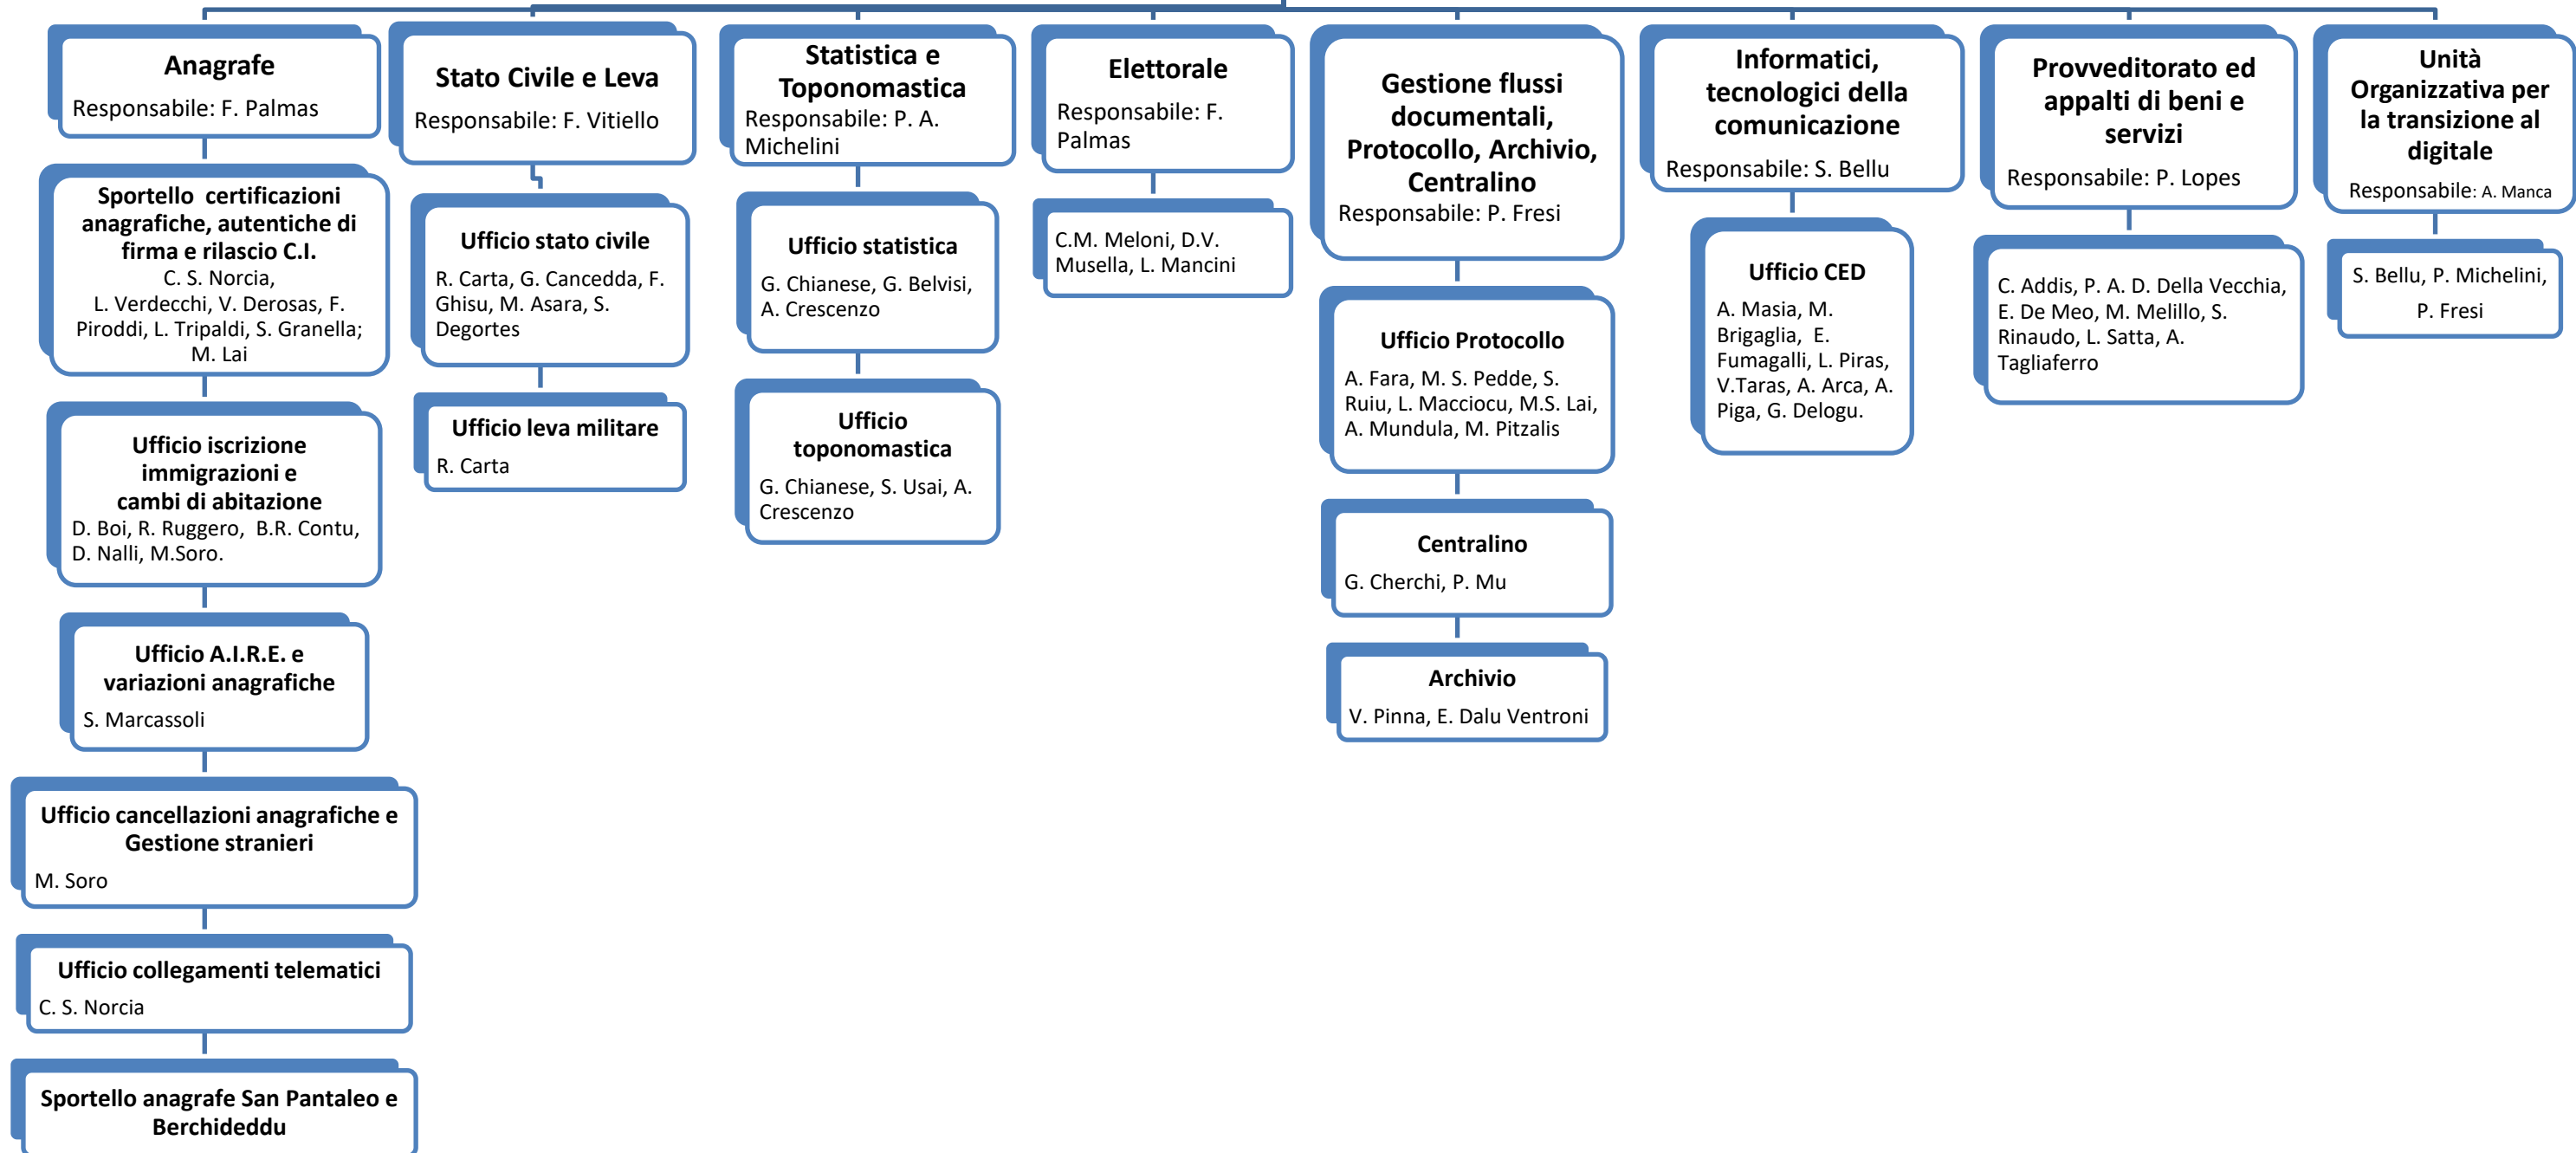 Anagrafe
Responsabile: F. Palmas
Sportello certificazioni
anagrafiche, autentiche di
firma e rilascio C.I.
C. S. Norcia,
L. Verdecchi, V. Derosas, F.
Piroddi, L. Tripaldi, S. Granella;
M. Lai
Ufficio iscrizione
immigrazioni e
cambi di abitazione
D. Boi, R. Ruggero, B.R. Contu,
D. Nalli, M.Soro.
Ufficio A.I.R.E. e
variazioni anagrafiche
S. Marcassoli
Ufficio cancellazioni anagrafiche e
Gestione stranieri
M. Soro
Ufficio collegamenti telematici
C. S. Norcia
Sportello anagrafe San Pantaleo e
Berchideddu
Stato Civile e Leva
Responsabile: F. Vitiello
Ufficio stato civile
R. Carta, G. Cancedda, F.
Ghisu, M. Asara, S.
Degortes
Ufficio leva militare
R. Carta
Statistica e
Toponomastica
Responsabile: P. A.
Michelini
Ufficio statistica
G. Chianese, G. Belvisi,
A. Crescenzo
Ufficio
toponomastica
G. Chianese, S. Usai, A.
Crescenzo
Elettorale
Responsabile: F.
Palmas
C.M. Meloni, D.V.
Musella, L. Mancini
Gestione flussi
documentali,
Protocollo, Archivio,
Centralino
Responsabile: P. Fresi
Ufficio Protocollo
A. Fara, M. S. Pedde, S.
Ruiu, L. Macciocu, M.S. Lai,
A. Mundula, M. Pitzalis
Centralino
G. Cherchi, P. Mu
Archivio
V. Pinna, E. Dalu Ventroni
Informatici,
tecnologici della
comunicazione
Responsabile: S. Bellu
Ufficio CED
A. Masia, M.
Brigaglia, E.
Fumagalli, L. Piras,
V.Taras, A. Arca, A.
Piga, G. Delogu.
Provveditorato ed
appalti di beni e
servizi
Responsabile: P. Lopes
C. Addis, P. A. D. Della Vecchia,
E. De Meo, M. Melillo, S.
Rinaudo, L. Satta, A.
Tagliaferro
Unità
Organizzativa per
la transizione al
digitale
Responsabile: A. Manca
S. Bellu, P. Michelini,
P. Fresi